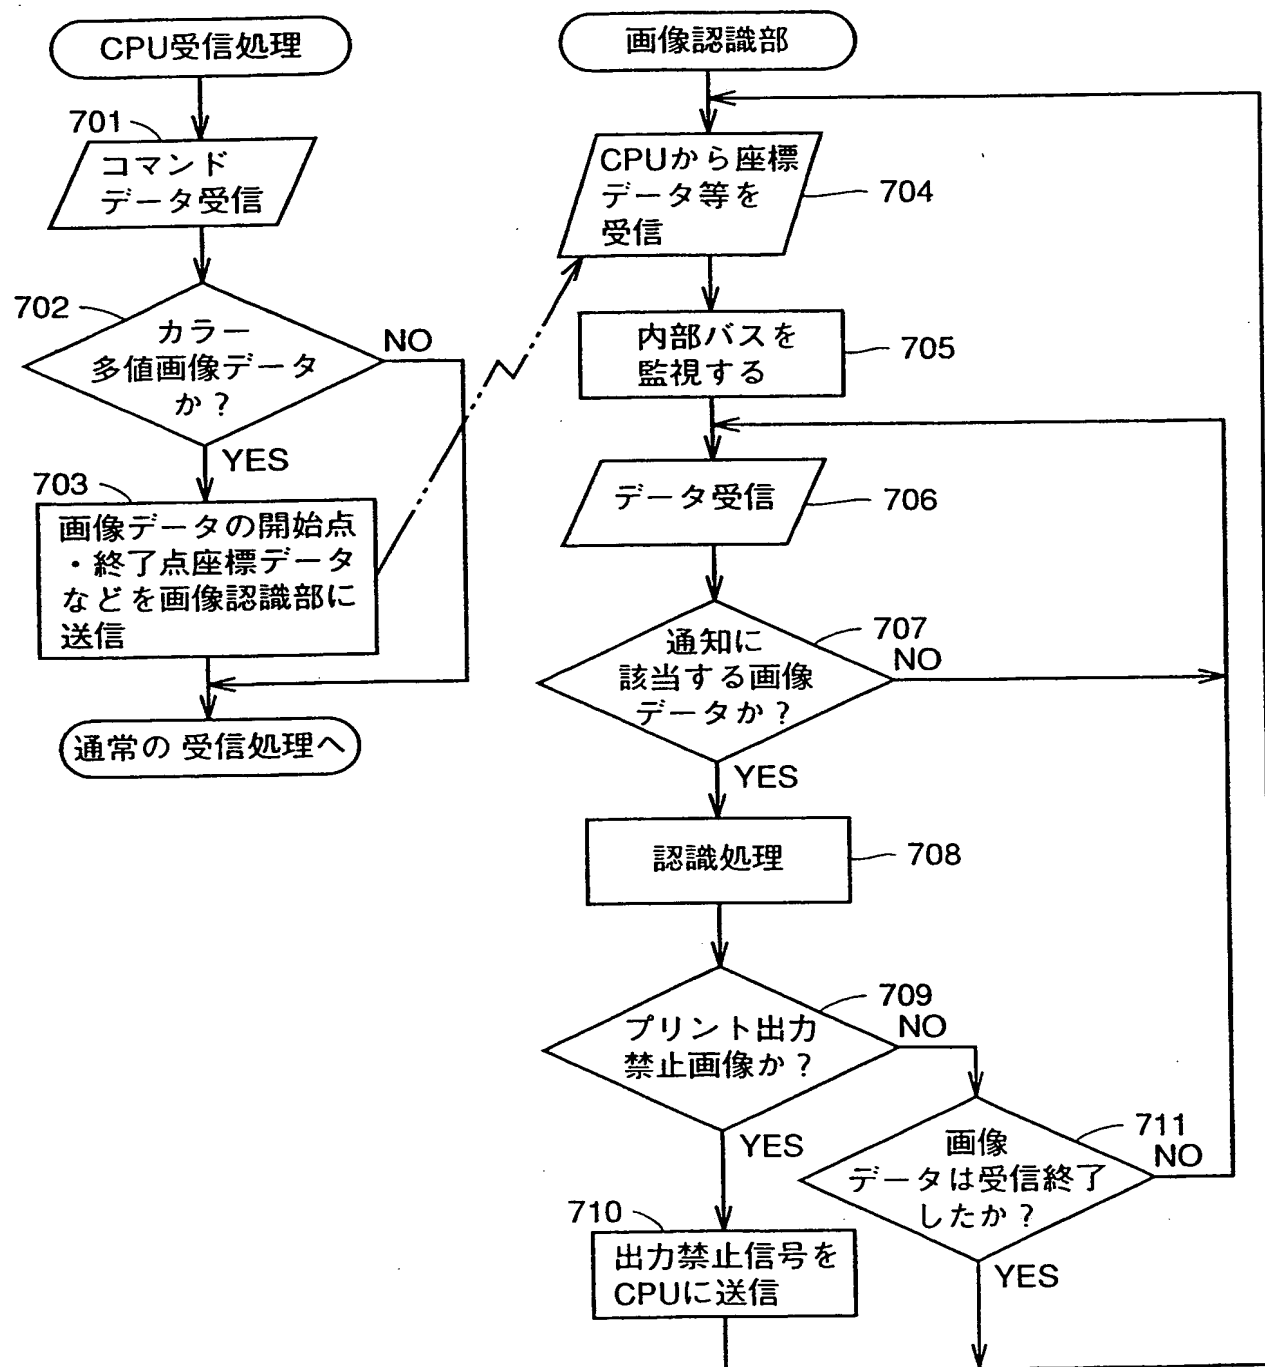 CPU受信処理
701
コマンド
データ受信
702
カラー
多値画像データ
か？
NO
YES
703
画像データの開始点
・終了点座標データ
などを画像認識部に
送信
通常の 受信処理へ
画像認識部
CPUから座標
データ等を
受信
704
内部バスを
監視する
705
データ受信
706
通知に
該当する画像
データか？
707
NO
YES
認識処理
708
プリント出力
禁止画像か？
709
NO
YES
710
出力禁止信号を
CPUに送信
711
画像
データは受信終了
したか？
NO
YES